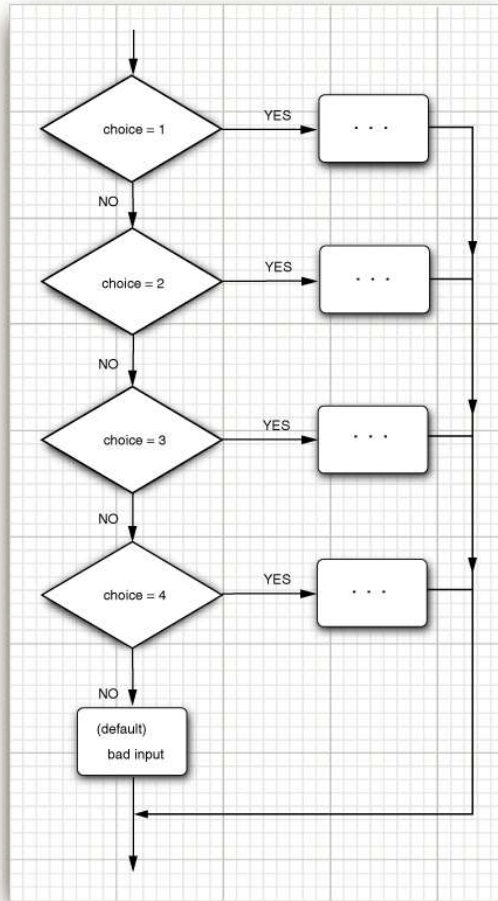 choice = 1
YES
. . .
NO
choice = 2
YES
. . .
NO
choice = 3
YES
. . .
NO
choice = 4
YES
. . .
NO
(default)
bad input